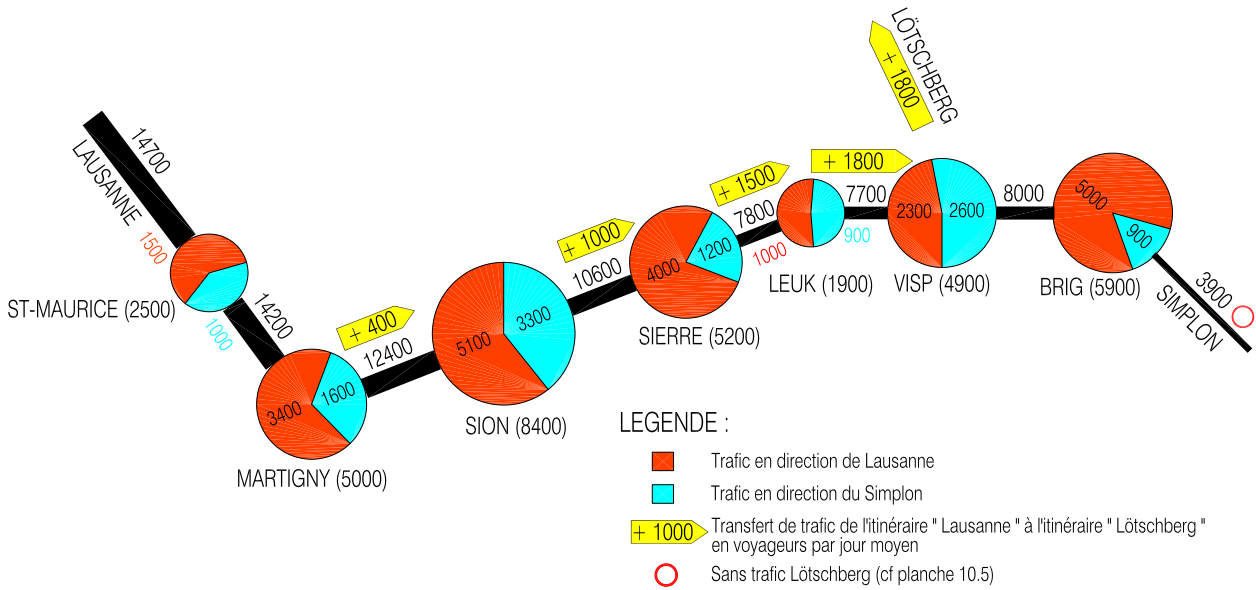 LAUSANNE
14700
1500
ST-MAURICE (2500)
1000
14200
3400
1600
MARTIGNY (5000)
+ 400
12400
5100
3300
SION (8400)
+ 1000
10600
4000
1200
SIERRE (5200)
+ 1500
7800
1000
LEUK (1900)
900
+ 1800
7700
LÖTSCHBERG
+ 1800
2300
2600
VISP (4900)
8000
5000
900
BRIG (5900)
3900
SIMPLON
LEGENDE :
Trafic en direction de Lausanne
Trafic en direction du Simplon
+ 1000
Transfert de trafic de l'itinéraire " Lausanne " à l'itinéraire " Lötschberg "
en voyageurs par jour moyen
Sans trafic Lötschberg (cf planche 10.5)